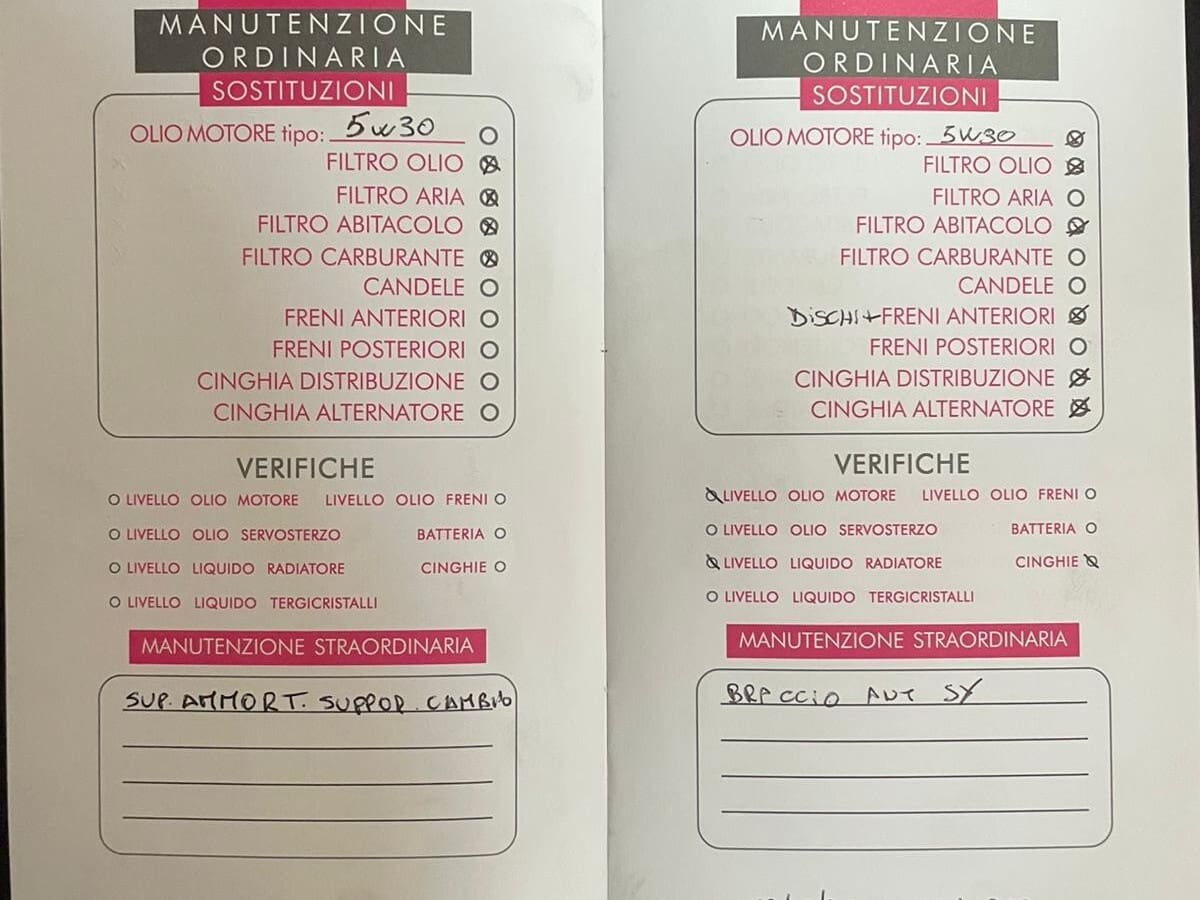 MANUTENZIONE
ORDINARIA
SOSTITUZIONI
OLIO MOTORE tipo: 5W30
FILTRO OLIO
FILTRO ARIA
FILTRO ABITACOLO
FILTRO CARBURANTE
CANDELE
FRENI ANTERIORI
FRENI POSTERIORI
CINGHIA DISTRIBUZIONE
CINGHIA ALTERNATORE
VERIFICHE
LIVELLO OLIO MOTORE LIVELLO OLIO FRENI
LIVELLO OLIO SERVOSTERZO BATTERIA
LIVELLO LIQUIDO RADIATORE CINGHIE
LIVELLO LIQUIDO TERGICRISTALLI
MANUTENZIONE STRAORDINARIA
SUP. AMMORT. SUPPOR. CAMBIO
MANUTENZIONE
ORDINARIA
SOSTITUZIONI
OLIO MOTORE tipo: 5W30
FILTRO OLIO
FILTRO ARIA
FILTRO ABITACOLO
FILTRO CARBURANTE
CANDELE
DISCHI+FRENI ANTERIORI
FRENI POSTERIORI
CINGHIA DISTRIBUZIONE
CINGHIA ALTERNATORE
VERIFICHE
LIVELLO OLIO MOTORE LIVELLO OLIO FRENI
LIVELLO OLIO SERVOSTERZO BATTERIA
LIVELLO LIQUIDO RADIATORE CINGHIE
LIVELLO LIQUIDO TERGICRISTALLI
MANUTENZIONE STRAORDINARIA
BRACCIO ANT SX